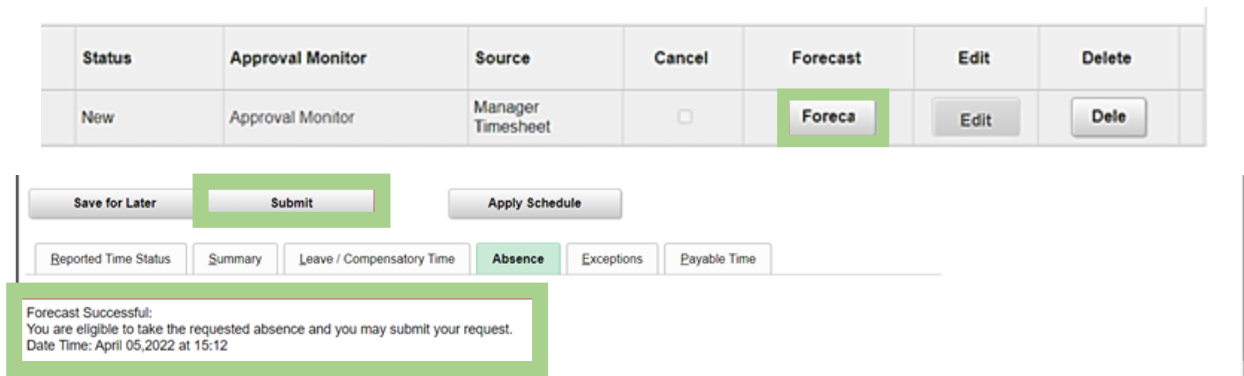 Status Approval Monitor Source Cancel Forecast Edit Delete
New Approval Monitor Manager Timesheet Foreca Edit Dele
Save for Later Submit Apply Schedule
Reported Time Status Summary Leave / Compensatory Time Absence Exceptions Payable Time
Forecast Successful:
You are eligible to take the requested absence and you may submit your request.
Date Time: April 05,2022 at 15:12